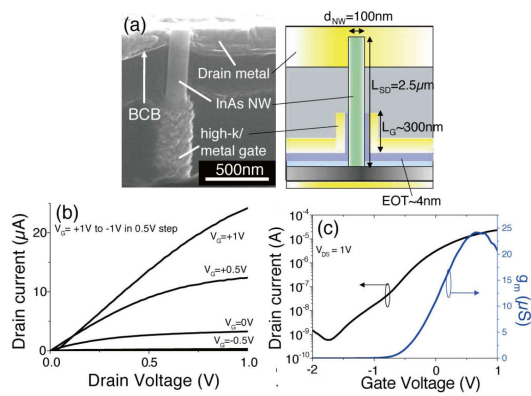 (a)
Drain metal
InAs NW
BCB
high-k/
metal gate
500nm
d_NW=100nm
L_SD=2.5μm
L_G~300nm
EOT~4nm
(b)
V_G= +1V to -1V in 0.5V step
V_G=+1V
V_G=+0.5V
V_G=0V
V_G=-0.5V
20
10
0
0.0
0.5
1.0
Drain current (μA)
Drain Voltage (V)
(c)
V_DS= 1V
10⁻⁴
10⁻⁵
10⁻⁶
10⁻⁷
10⁻⁸
10⁻⁹
10⁻¹⁰
-2
-1
0
1
25
20
15
10
5
0
Drain current (A)
Gate Voltage (V)
g_m (μS)